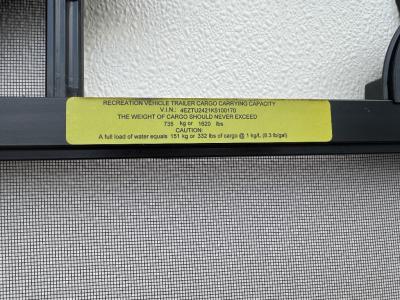 RECREATION VEHICLE TRAILER CARGO CARRYING CAPACITY
V.I.N.: 4EZTU2421K5100170
THE WEIGHT OF CARGO SHOULD NEVER EXCEED
735 kg or 1620 lbs
CAUTION:
A full load of water equals 151 kg or 332 lbs of cargo @ 1 kg/L (8.3 lb/gal)